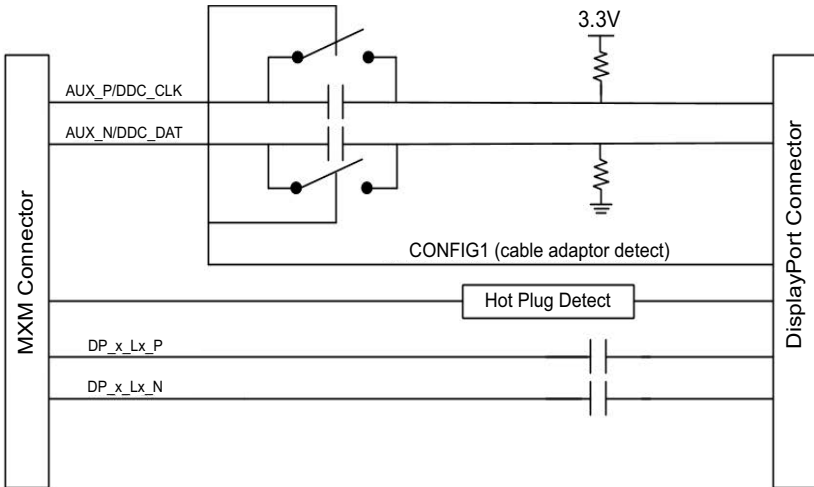 3.3V
AUX_P/DDC_CLK
AUX_N/DDC_DAT
MXM Connector
DisplayPort Connector
CONFIG1 (cable adaptor detect)
Hot Plug Detect
DP_x_Lx_P
DP_x_Lx_N